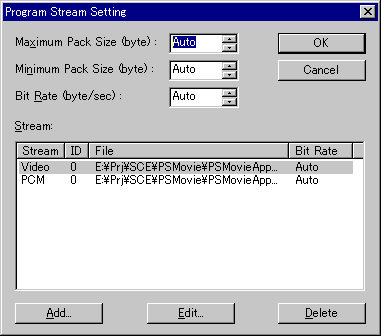 Program Stream Setting
Maximum Pack Size (byte) : Auto OK
Minimum Pack Size (byte) : Auto Cancel
Bit Rate (byte/sec) : Auto
Stream:
Stream ID File Bit Rate
Video 0 E:¥Prj¥SCE¥PSMovie¥PSMovieApp... Auto
PCM 0 E:¥Prj¥SCE¥PSMovie¥PSMovieApp... Auto
Add... Edit... Delete